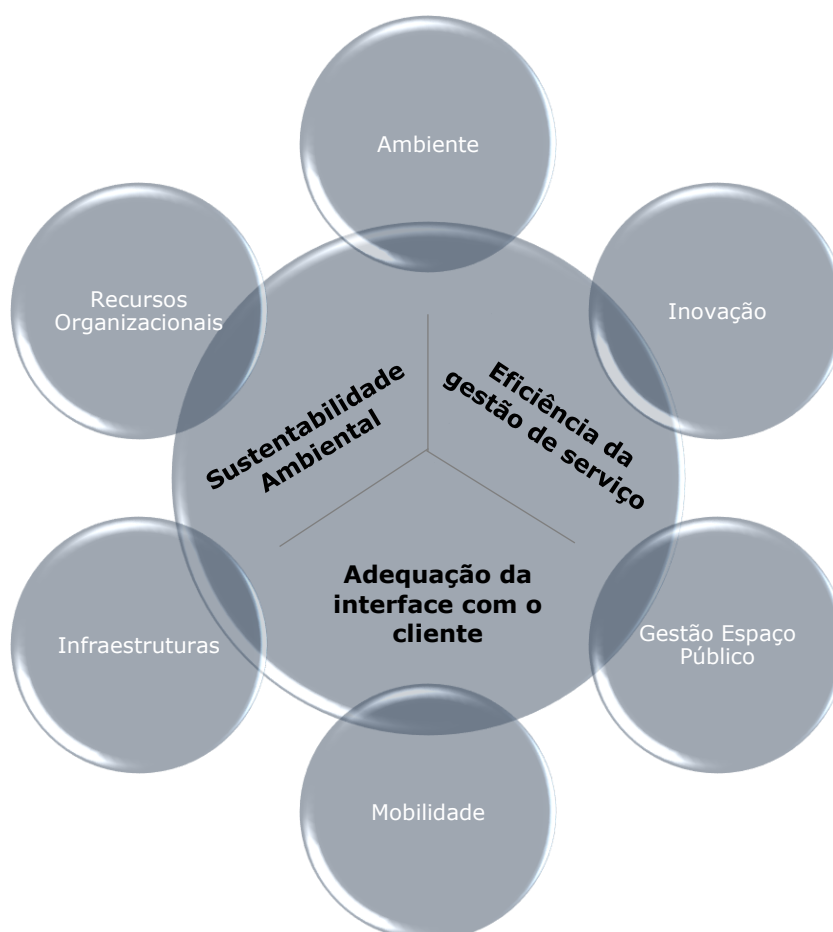 Ambiente
Recursos
Organizacionais
Inovação
Sustentabilidade
Ambiental
Eficiência da
gestão de serviço
Adequação da
interface com o
cliente
Infraestruturas
Gestão Espaço
Público
Mobilidade